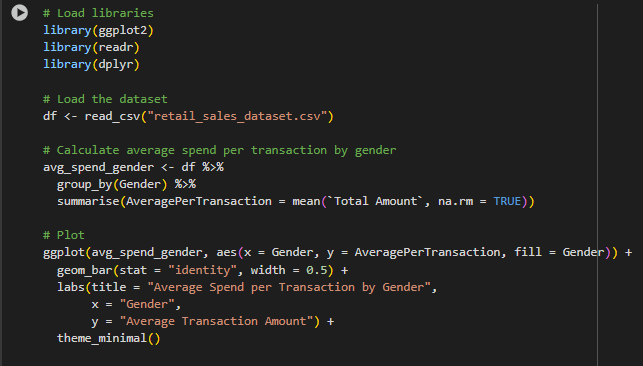 # Load libraries
library(ggplot2)
library(readr)
library(dplyr)

# Load the dataset
df <- read_csv("retail_sales_dataset.csv")

# Calculate average spend per transaction by gender
avg_spend_gender <- df %>%
  group_by(Gender) %>%
  summarise(AveragePerTransaction = mean(`Total Amount`, na.rm = TRUE))

# Plot
ggplot(avg_spend_gender, aes(x = Gender, y = AveragePerTransaction, fill = Gender)) +
  geom_bar(stat = "identity", width = 0.5) +
  labs(title = "Average Spend per Transaction by Gender",
       x = "Gender",
       y = "Average Transaction Amount") +
  theme_minimal()